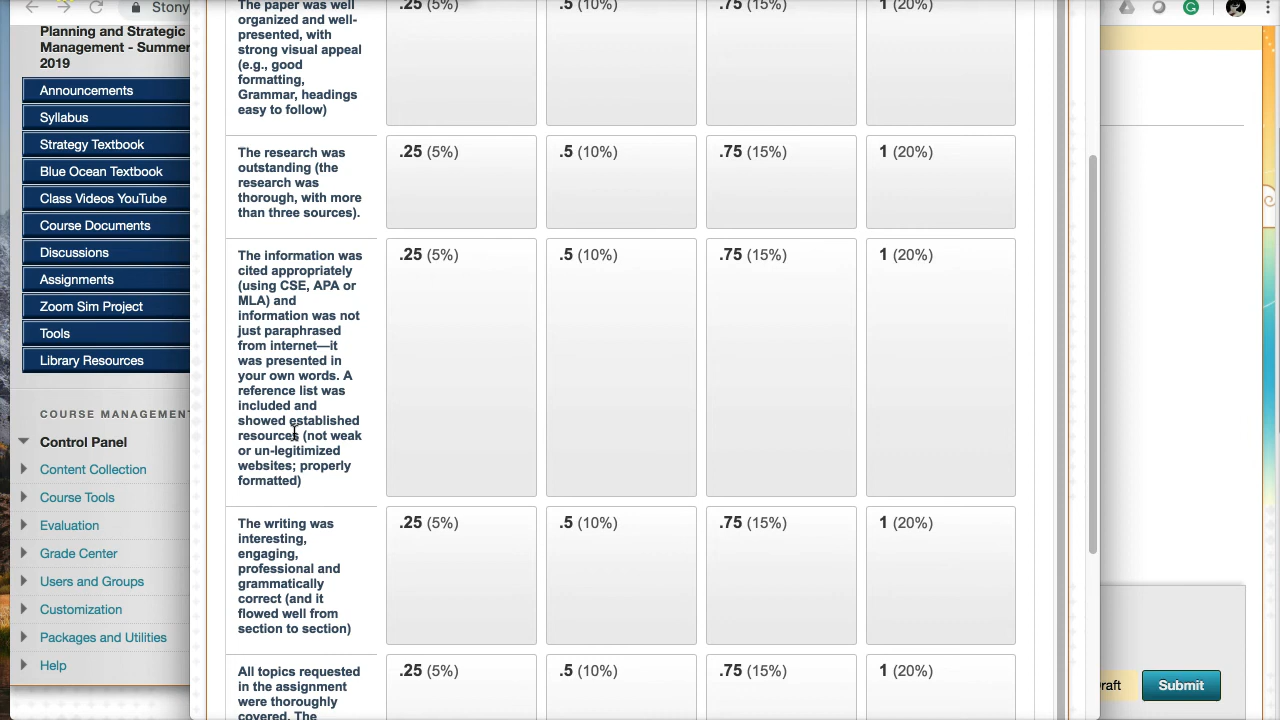 Stony
Planning and Strategic
Management - Summer
2019
Announcements
Syllabus
Strategy Textbook
Blue Ocean Textbook
Class Videos YouTube
Course Documents
Discussions
Assignments
Zoom Sim Project
Tools
Library Resources
COURSE MANAGEMENT
Control Panel
Content Collection
Course Tools
Evaluation
Grade Center
Users and Groups
Customization
Packages and Utilities
Help
The paper was well
organized and well-
presented, with
strong visual appeal
(e.g., good
formatting,
Grammar, headings
easy to follow)
.25 (5%)
.5 (10%)
.75 (15%)
1 (20%)
The research was
outstanding (the
research was
thorough, with more
than three sources).
.25 (5%)
.5 (10%)
.75 (15%)
1 (20%)
The information was
cited appropriately
(using CSE, APA or
MLA) and
information was not
just paraphrased
from internet—it
was presented in
your own words. A
reference list was
included and
showed established
resources (not weak
or un-legitimized
websites; properly
formatted)
.25 (5%)
.5 (10%)
.75 (15%)
1 (20%)
The writing was
interesting,
engaging,
professional and
grammatically
correct (and it
flowed well from
section to section)
.25 (5%)
.5 (10%)
.75 (15%)
1 (20%)
All topics requested
in the assignment
were thoroughly
covered. The
.25 (5%)
.5 (10%)
.75 (15%)
1 (20%)
raft
Submit